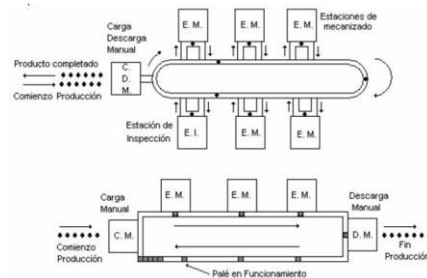 Carga
Descarga
Manual
E. M.
E. M.
E. M.
Estaciones de
mecanizado
Producto completado
C.
D.
M.
Comienzo Producción
Estación de
Inspección
E. I.
E. M.
E. M.
Carga
Manual
E. M.
E. M.
E. M.
Descarga
Manual
C. M.
D. M.
Comienzo
Producción
Fin
Producción
Palé en Funcionamiento